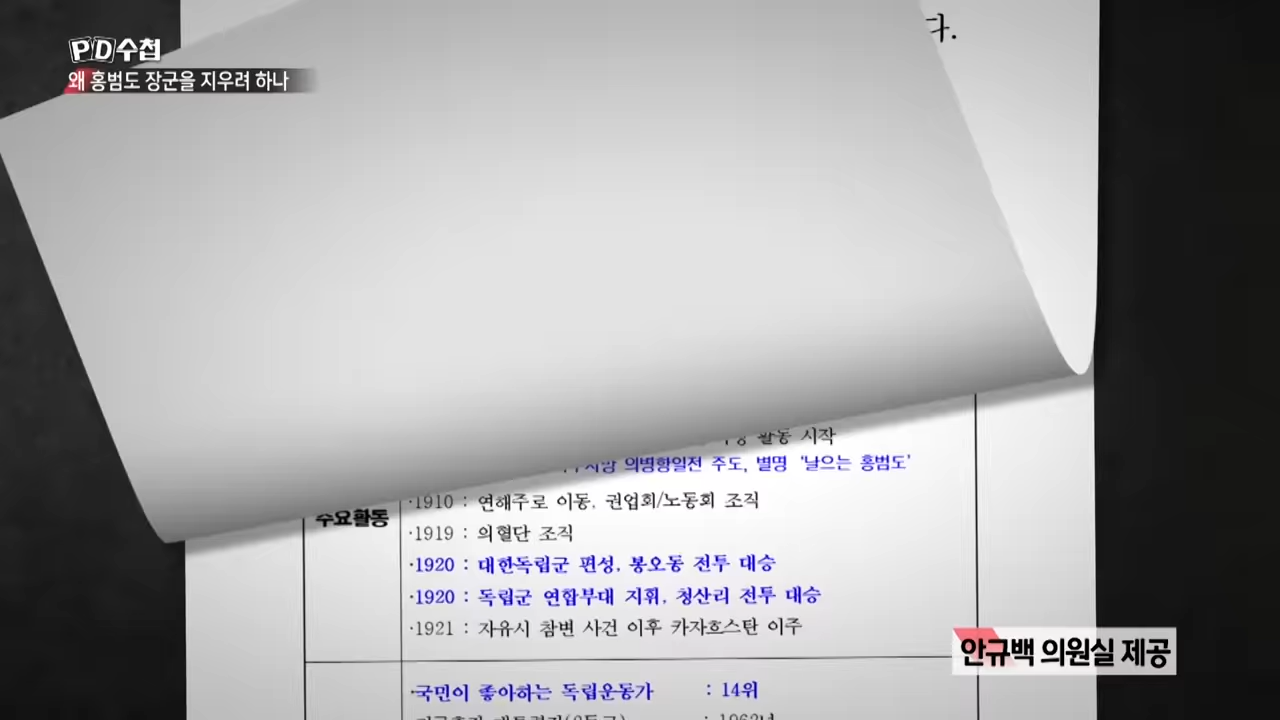 PD수첩
왜 홍범도 장군을 지우려 하나
다.
활동 시작
의병항일전 주도, 별명 '날으는 홍범도'
주요활동
·1910 : 연해주로 이동, 권업회/노동회 조직
·1919 : 의혈단 조직
·1920 : 대한독립군 편성, 봉오동 전투 대승
·1920 : 독립군 연합부대 지휘, 청산리 전투 대승
·1921 : 자유시 참변 사건 이후 카자흐스탄 이주
·국민이 좋아하는 독립운동가 : 14위
안규백 의원실 제공